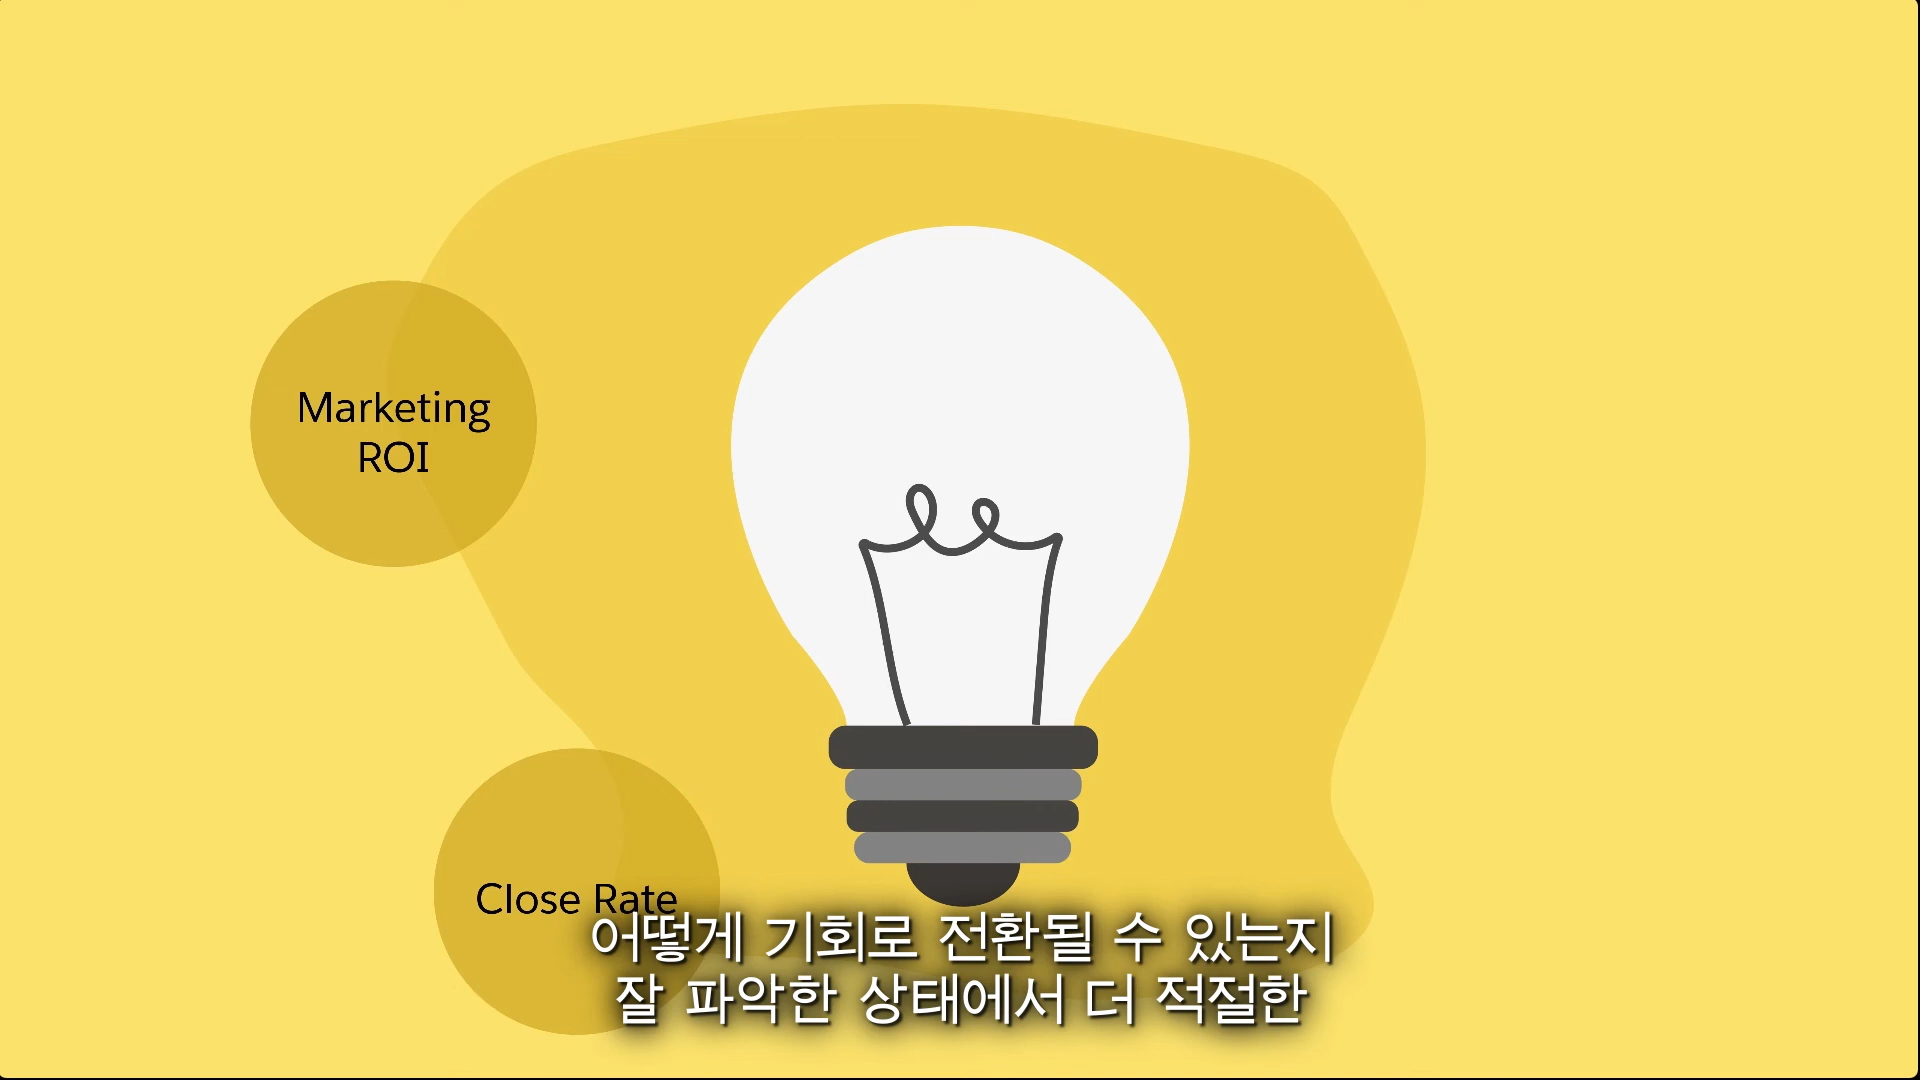 Marketing
ROI
Close Rate
어떻게 기회로 전환될 수 있는지
잘 파악한 상태에서 더 적절한